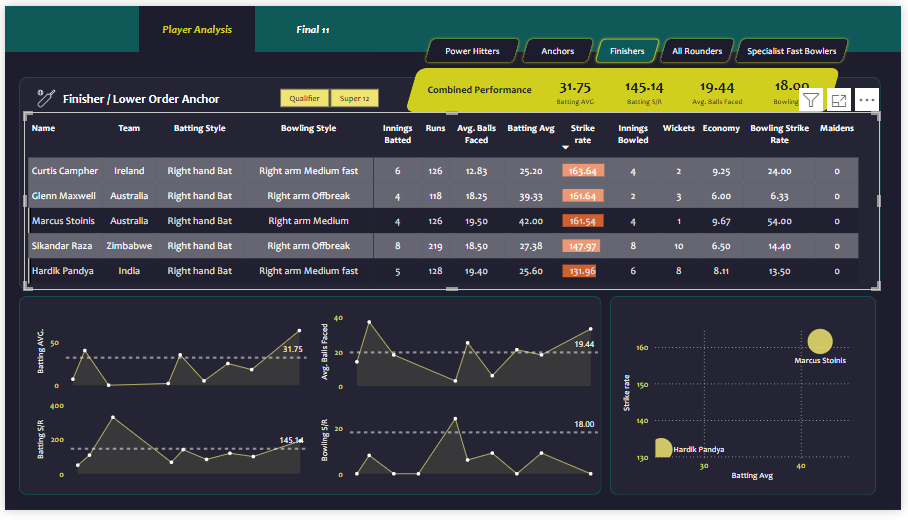 Player Analysis
Final 11
Power Hitters
Anchors
Finishers
All Rounders
Specialist Fast Bowlers
Finisher / Lower Order Anchor
Qualifier
Super 12
Combined Performance
31.75
Batting AVG
145.14
Batting S/R
19.44
Avg. Balls Faced
18.00
Bowling
Name Team Batting Style Bowling Style Innings Batted Runs Avg. Balls Faced Batting Avg Strike rate Innings Bowled Wickets Economy Bowling Strike Rate Maidens
Curtis Campher Ireland Right hand Bat Right arm Medium fast 6 126 12.83 25.20 163.64 4 2 9.25 24.00 0
Glenn Maxwell Australia Right hand Bat Right arm Offbreak 4 118 18.25 39.33 161.64 2 3 6.00 6.33 0
Marcus Stoinis Australia Right hand Bat Right arm Medium 4 126 19.50 42.00 161.54 4 1 9.67 54.00 0
Sikandar Raza Zimbabwe Right hand Bat Right arm Offbreak 8 219 18.50 27.38 147.97 8 10 6.50 14.40 0
Hardik Pandya India Right hand Bat Right arm Medium fast 5 128 19.40 25.60 131.96 6 8 8.11 13.50 0
Batting AVG.
50
0
31.75
Avg. Balls Faced
40
20
0
19.44
Batting S/R
400
200
0
145.14
Bowling S/R
20
0
18.00
Strike rate
160
150
140
130
Marcus Stoinis
Hardik Pandya
30
40
Batting Avg